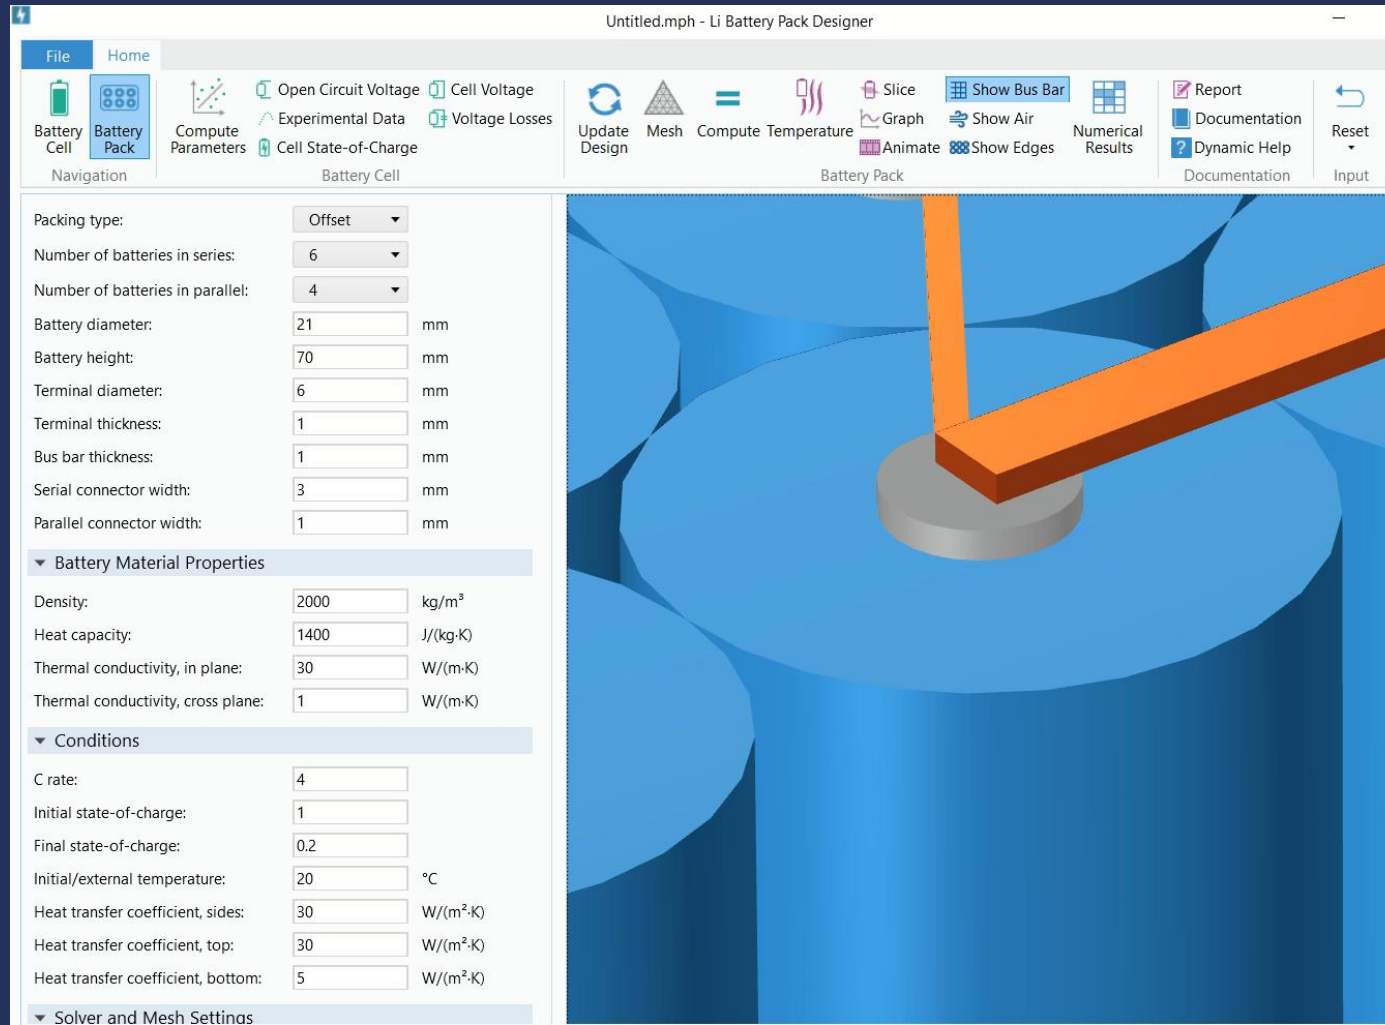 Untitled.mph - Li Battery Pack Designer
File
Home
Battery Cell
Battery Pack
Navigation
Compute Parameters
Open Circuit Voltage
Experimental Data
Cell State-of-Charge
Cell Voltage
Voltage Losses
Battery Cell
Update Design
Mesh
Compute
Temperature
Slice
Graph
Animate
Show Bus Bar
Show Air
Show Edges
Numerical Results
Battery Pack
Report
Documentation
Dynamic Help
Documentation
Reset
Input
Packing type: Offset
Number of batteries in series: 6
Number of batteries in parallel: 4
Battery diameter: 21 mm
Battery height: 70 mm
Terminal diameter: 6 mm
Terminal thickness: 1 mm
Bus bar thickness: 1 mm
Serial connector width: 3 mm
Parallel connector width: 1 mm
Battery Material Properties
Density: 2000 kg/m³
Heat capacity: 1400 J/(kg·K)
Thermal conductivity, in plane: 30 W/(m·K)
Thermal conductivity, cross plane: 1 W/(m·K)
Conditions
C rate: 4
Initial state-of-charge: 1
Final state-of-charge: 0.2
Initial/external temperature: 20 °C
Heat transfer coefficient, sides: 30 W/(m²·K)
Heat transfer coefficient, top: 30 W/(m²·K)
Heat transfer coefficient, bottom: 5 W/(m²·K)
Solver and Mesh Settings